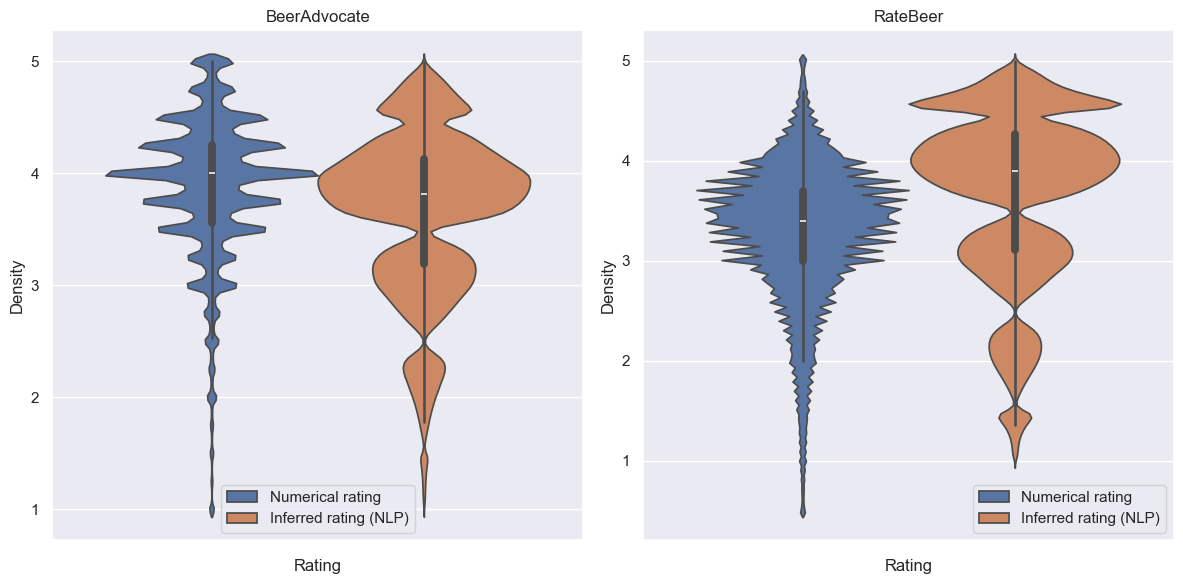 BeerAdvocate
5
4
3
2
1
Density
Rating
Numerical rating
Inferred rating (NLP)
RateBeer
5
4
3
2
1
Density
Rating
Numerical rating
Inferred rating (NLP)